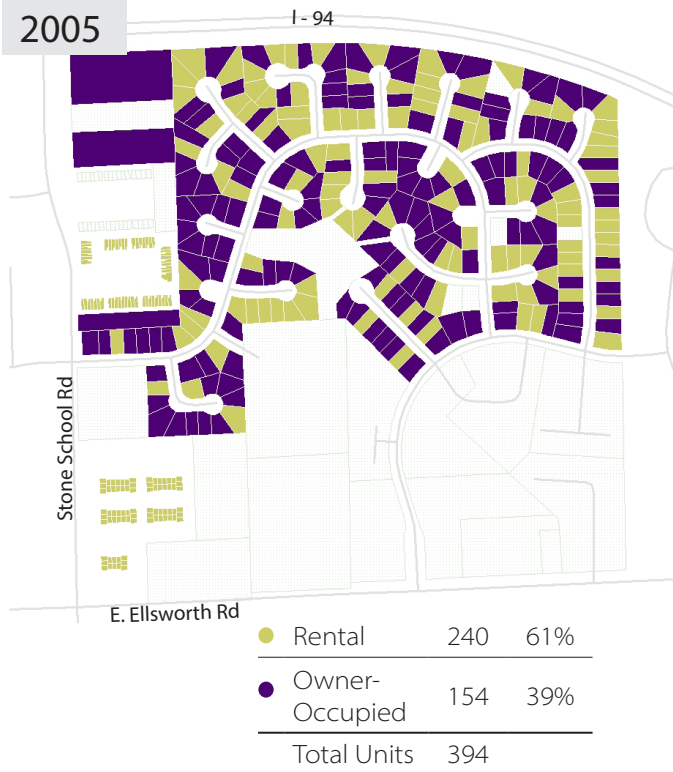 2005
I - 94
Stone School Rd
E. Ellsworth Rd
Rental 240 61%
Owner-
Occupied 154 39%
Total Units 394